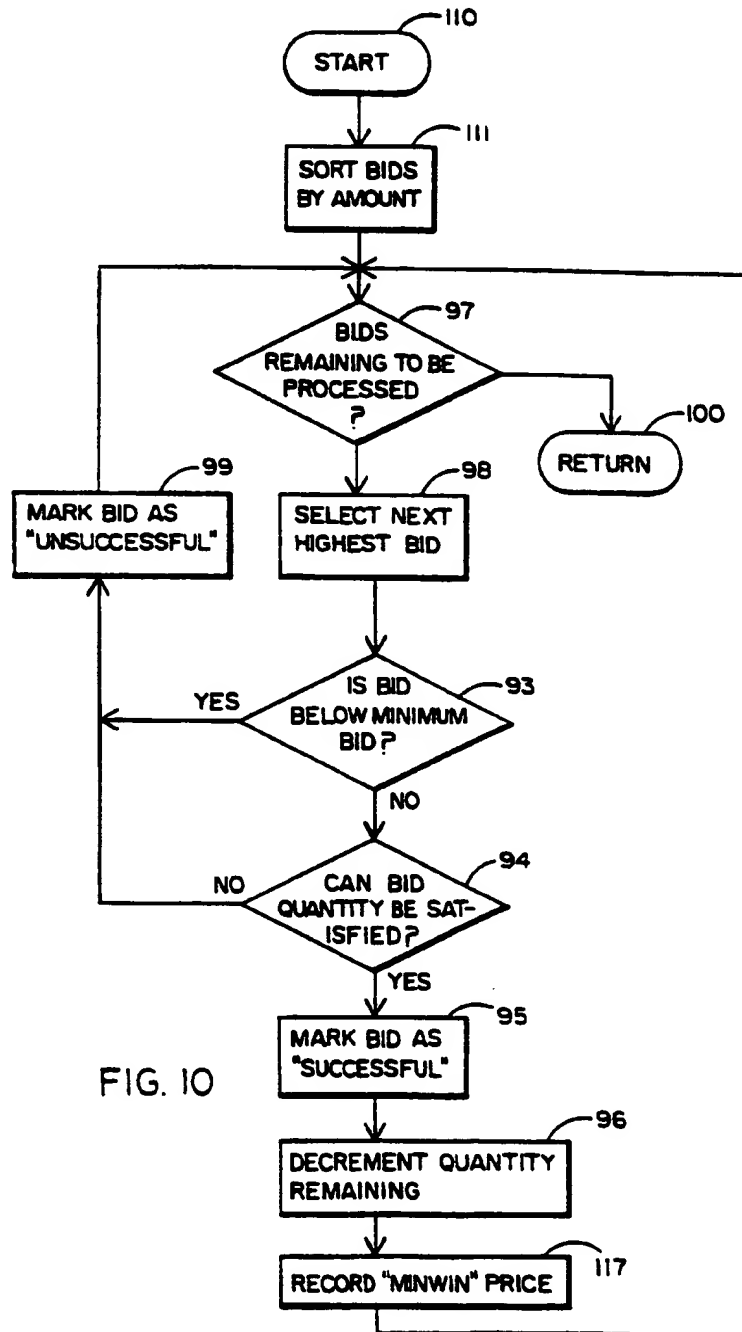 110
START
111
SORT BIDS
BY AMOUNT
97
BIDS
REMAINING TO BE
PROCESSED
?
100
RETURN
99
MARK BID AS
"UNSUCCESSFUL"
98
SELECT NEXT
HIGHEST BID
YES
IS BID
BELOW MINIMUM
BID?
93
NO
NO
CAN BID
QUANTITY BE SAT-
ISFIED?
94
YES
95
MARK BID AS
"SUCCESSFUL"
FIG. 10
96
DECREMENT QUANTITY
REMAINING
117
RECORD "MINWIN" PRICE